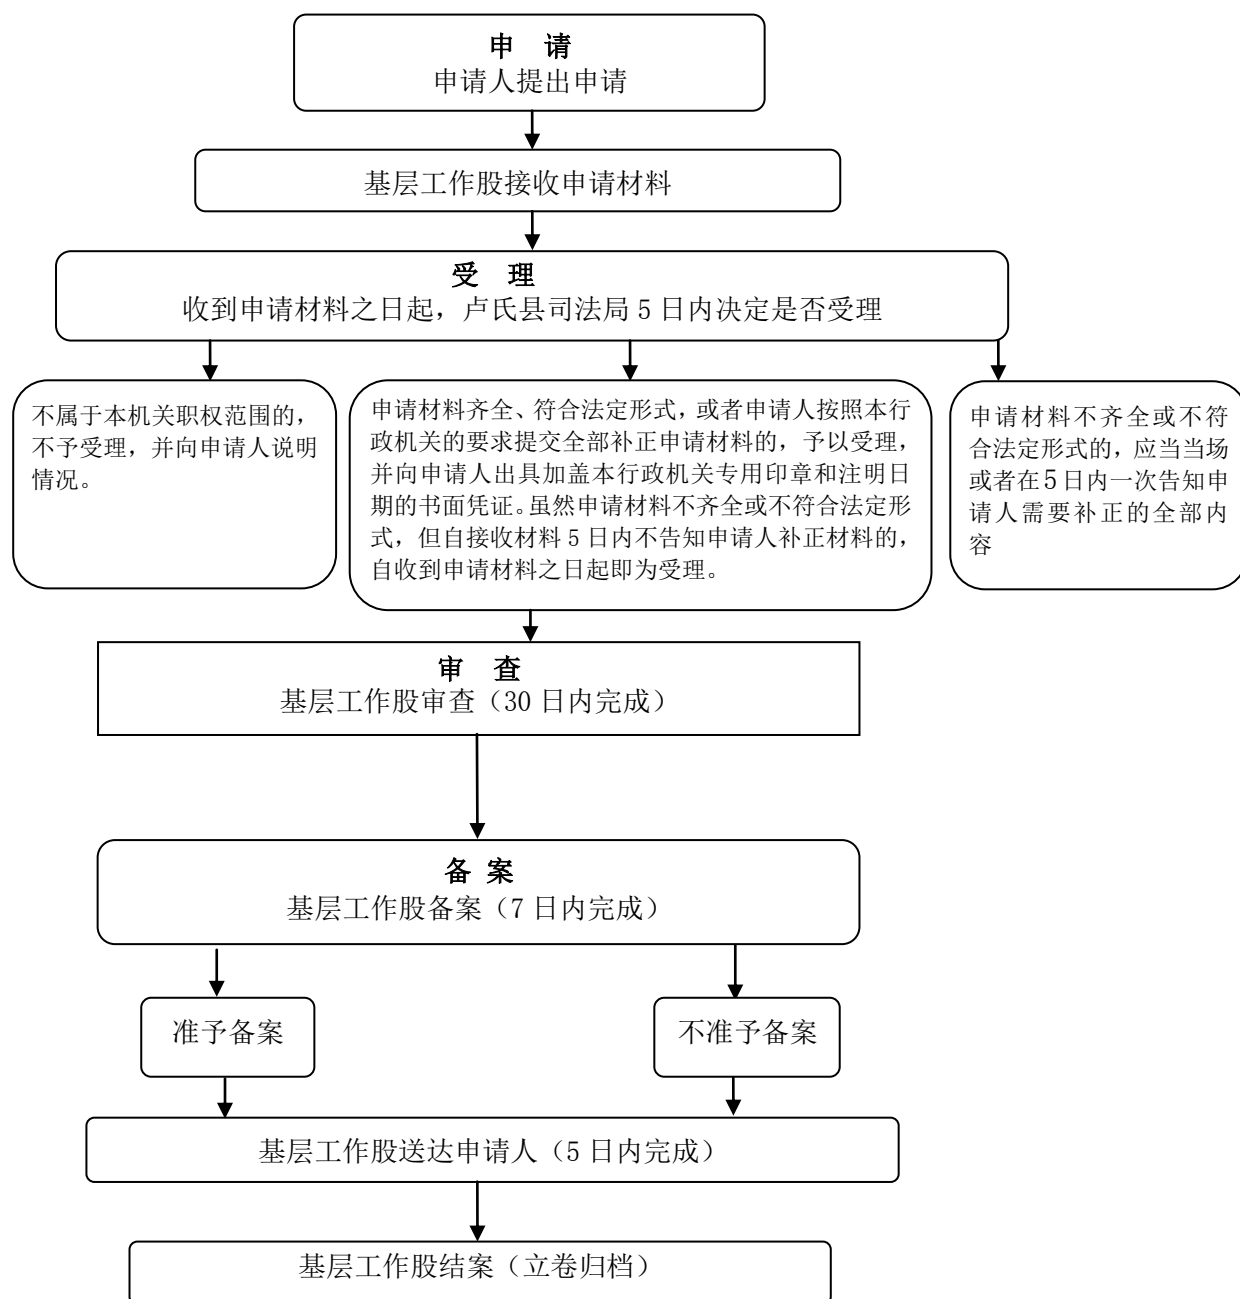 申 请
申请人提出申请
基层工作股接收申请材料
受 理
收到申请材料之日起，卢氏县司法局 5 日内决定是否受理
不属于本机关职权范围的，
不予受理，并向申请人说明
情况。
申请材料齐全、符合法定形式，或者申请人按照本行
政机关的要求提交全部补正申请材料的，予以受理，
并向申请人出具加盖本行政机关专用印章和注明日
期的书面凭证。虽然申请材料不齐全或不符合法定形
式，但自接收材料 5 日内不告知申请人补正材料的，
自收到申请材料之日起即为受理。
申请材料不齐全或不符
合法定形式的，应当当场
或者在 5 日内一次告知申
请人需要补正的全部内
容
审 查
基层工作股审查（30 日内完成）
备 案
基层工作股备案（7 日内完成）
准予备案
不准予备案
基层工作股送达申请人（5 日内完成）
基层工作股结案（立卷归档）